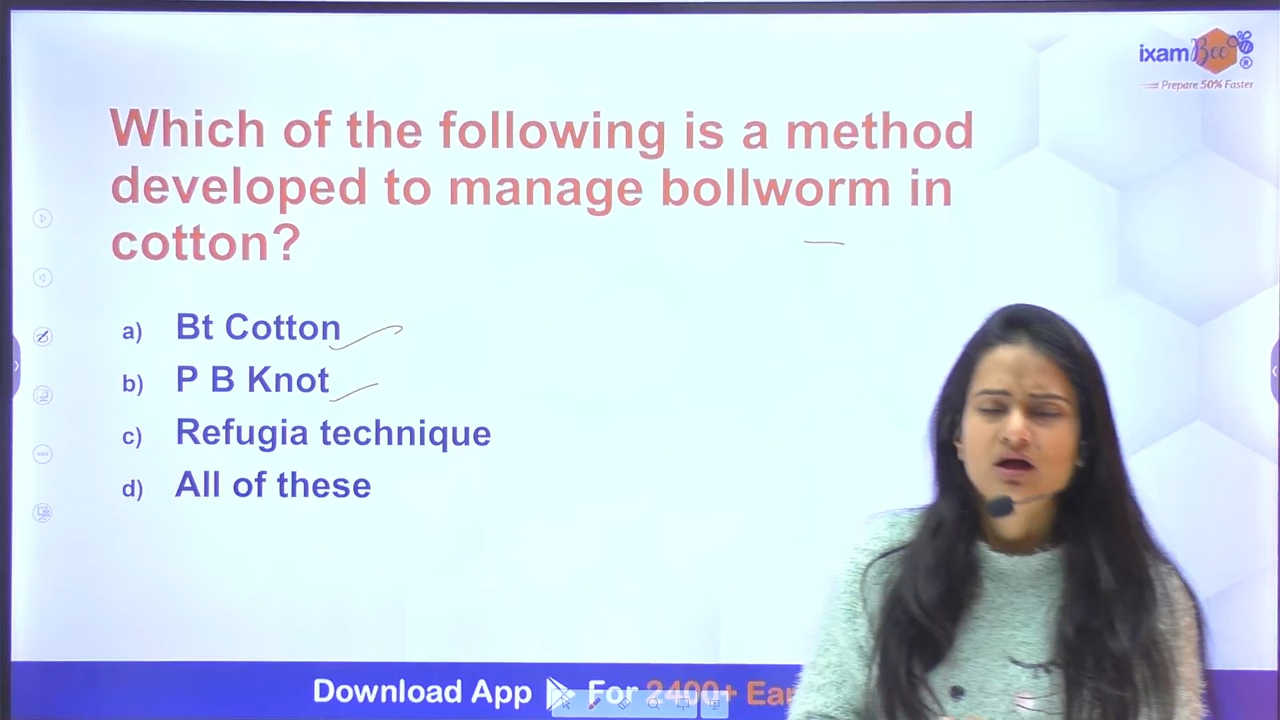 ixamBee®
Prepare 50% Faster
Which of the following is a method
developed to manage bollworm in
cotton?
a) Bt Cotton
b) P B Knot
c) Refugia technique
d) All of these
Download App For 2400+